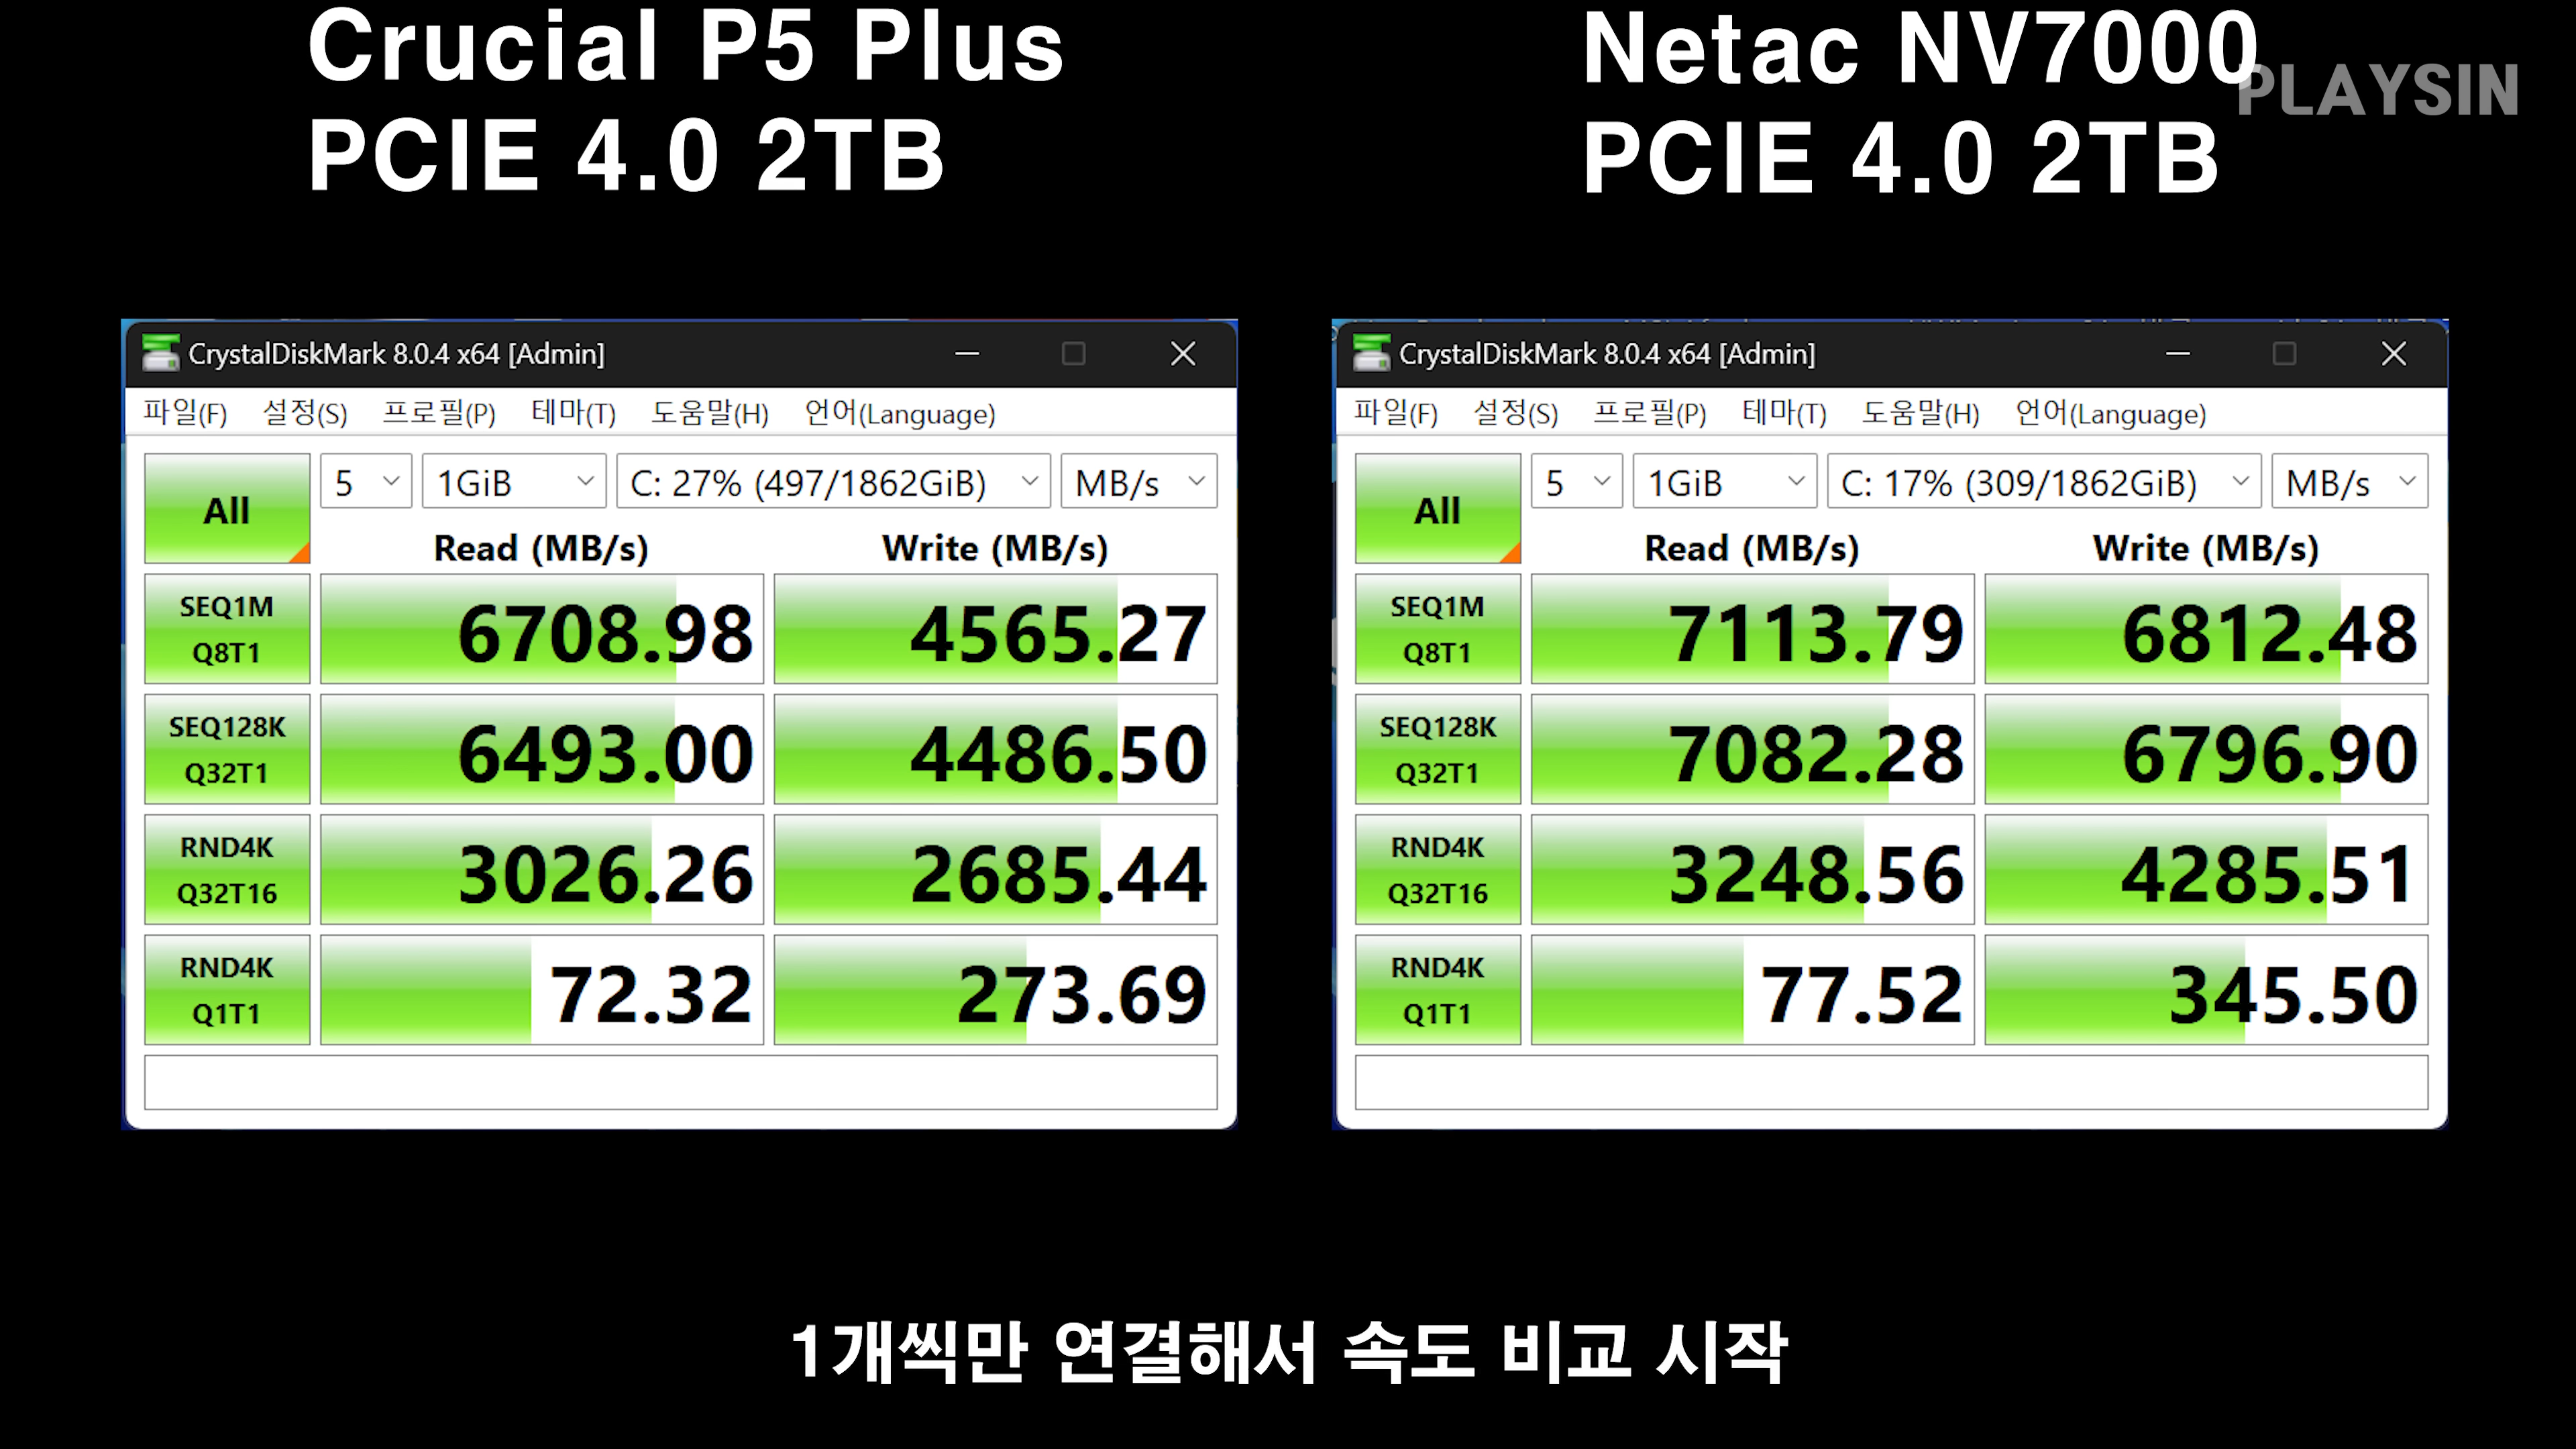 Crucial P5 Plus
PCIE 4.0 2TB
Netac NV7000
PCIE 4.0 2TB
PLAYSIN
CrystalDiskMark 8.0.4 x64 [Admin]
파일(F) 설정(S) 프로필(P) 테마(T) 도움말(H) 언어(Language)
All 5 1GiB C: 27% (497/1862GiB) MB/s
Read (MB/s) Write (MB/s)
SEQ1M
Q8T1
6708.98 4565.27
SEQ128K
Q32T1
6493.00 4486.50
RND4K
Q32T16
3026.26 2685.44
RND4K
Q1T1
72.32 273.69
CrystalDiskMark 8.0.4 x64 [Admin]
파일(F) 설정(S) 프로필(P) 테마(T) 도움말(H) 언어(Language)
All 5 1GiB C: 17% (309/1862GiB) MB/s
Read (MB/s) Write (MB/s)
SEQ1M
Q8T1
7113.79 6812.48
SEQ128K
Q32T1
7082.28 6796.90
RND4K
Q32T16
3248.56 4285.51
RND4K
Q1T1
77.52 345.50
1개씩만 연결해서 속도 비교 시작